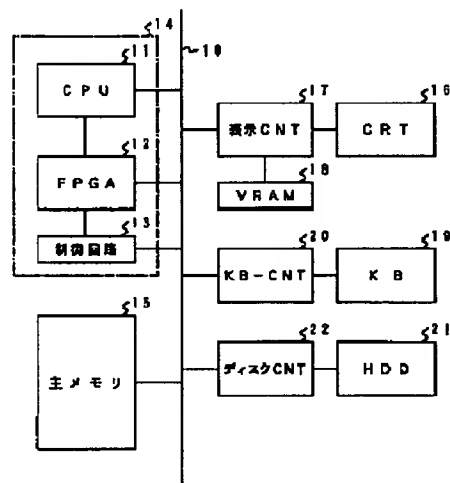 14
11
10
CPU
17
16
表示CNT
CRT
12
FPGA
18
VRAM
13
制御回路
20
19
KB-CNT
KB
15
主メモリ
22
21
ディスクCNT
HDD